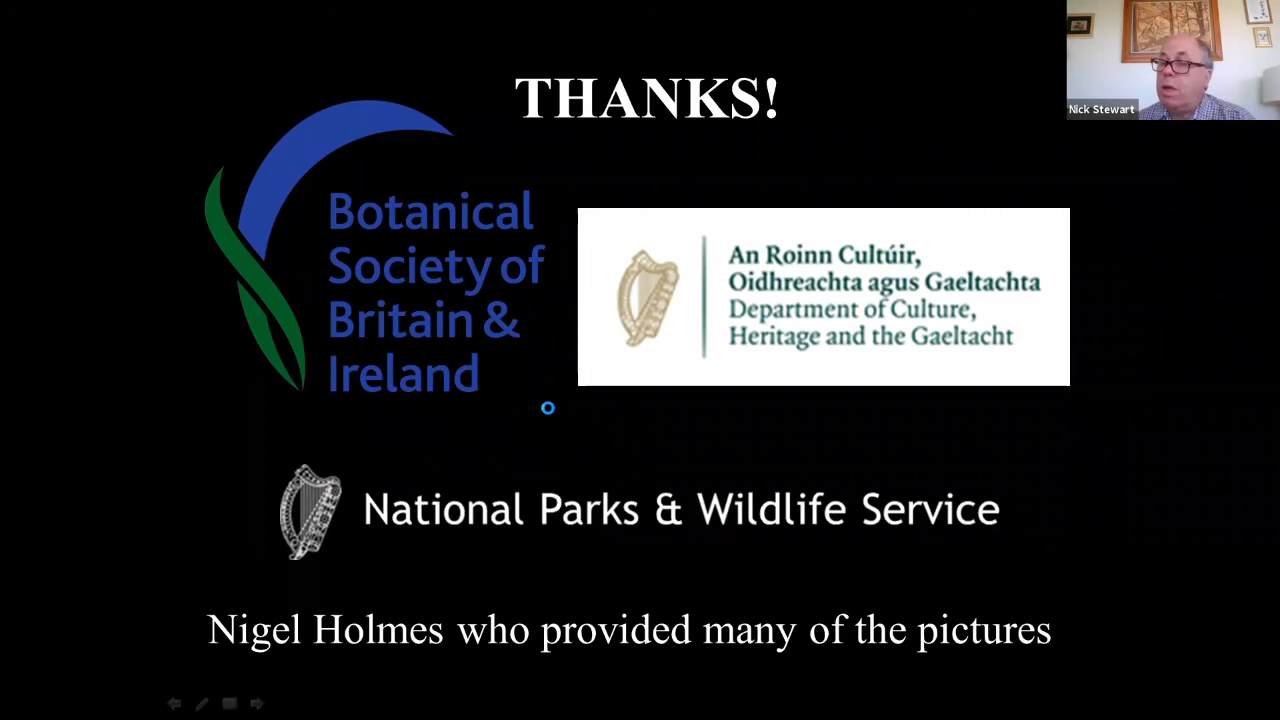 THANKS!
Nick Stewart
Botanical
Society of
Britain &
Ireland
An Roinn Cultúir,
Oidhreachta agus Gaeltachta
Department of Culture,
Heritage and the Gaeltacht
National Parks & Wildlife Service
Nigel Holmes who provided many of the pictures